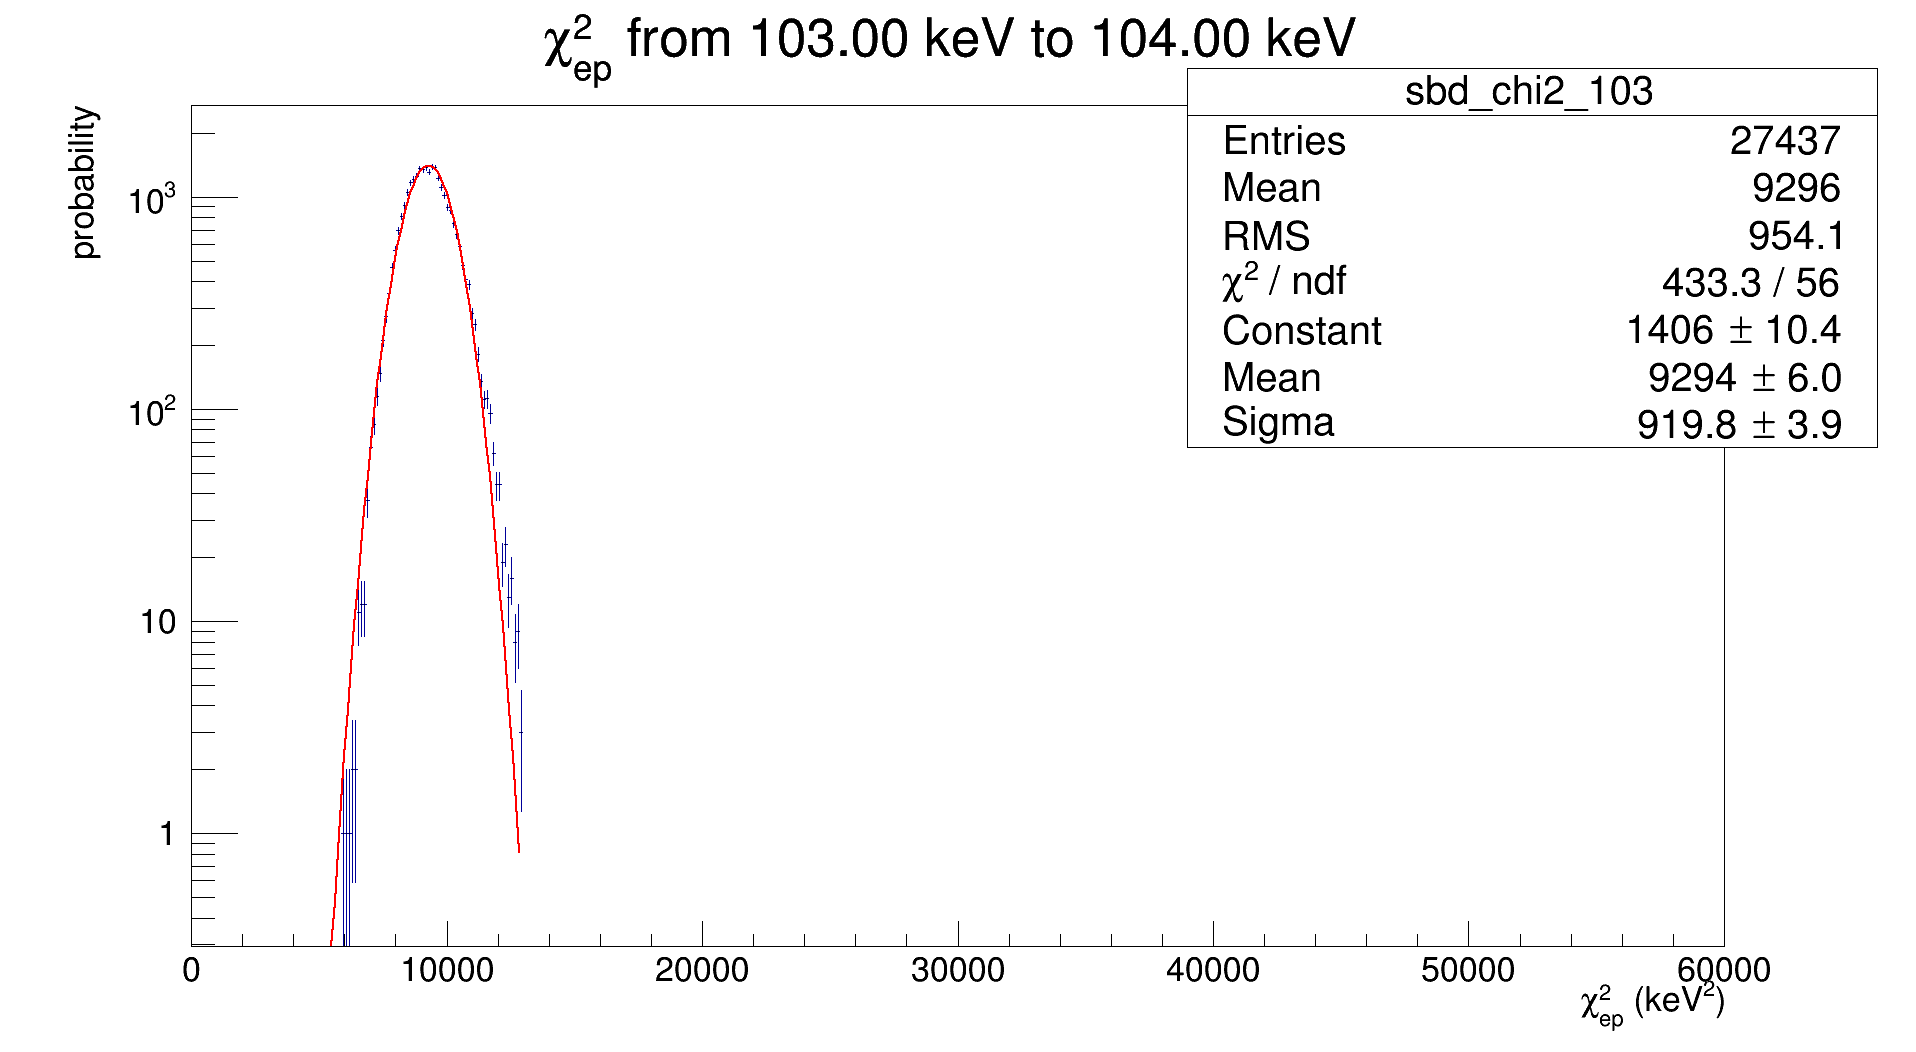 χ²ep from 103.00 keV to 104.00 keV
sbd_chi2_103
Entries 27437
Mean 9296
RMS 954.1
χ² / ndf 433.3 / 56
Constant 1406 ± 10.4
Mean 9294 ± 6.0
Sigma 919.8 ± 3.9
probability
10³
10²
10
1
0 10000 20000 30000 40000 50000 60000
χ²ep (keV²)